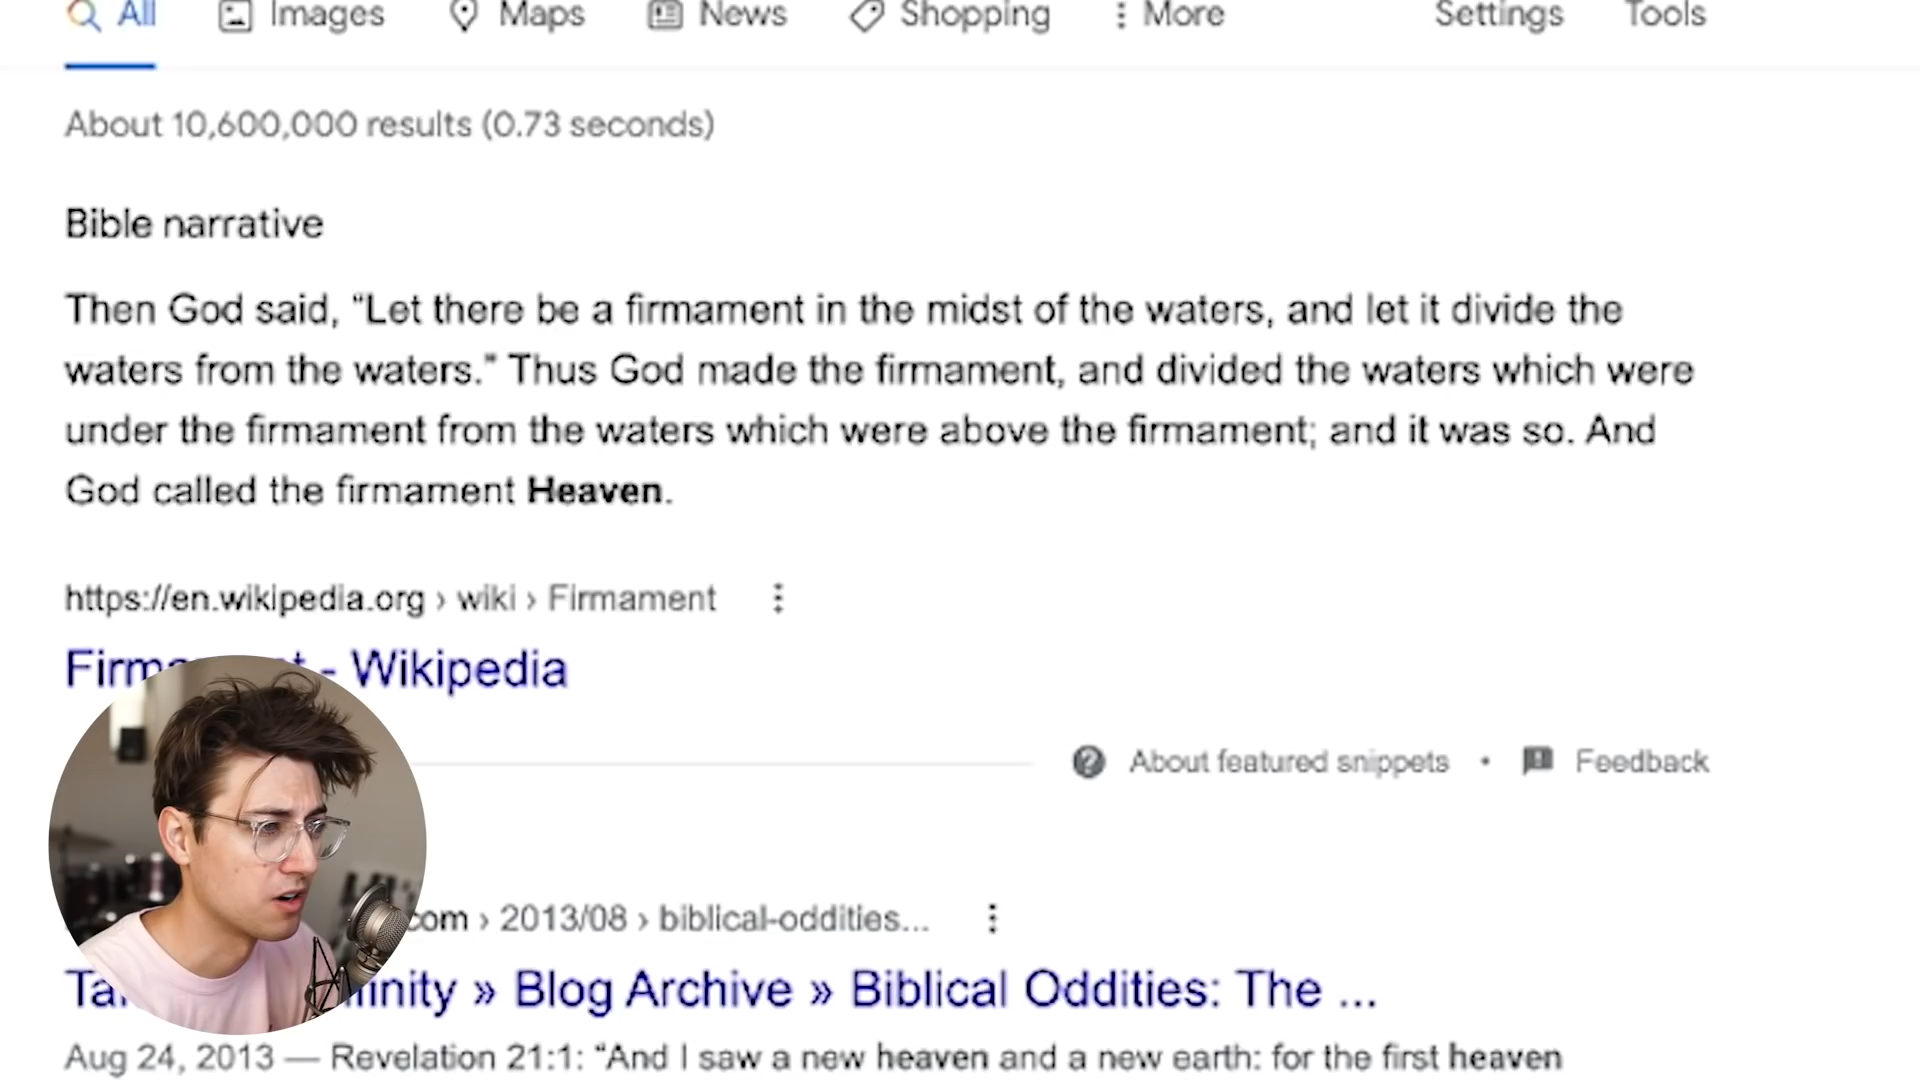 All Images Maps News Shopping More Settings Tools
About 10,600,000 results (0.73 seconds)
Bible narrative
Then God said, “Let there be a firmament in the midst of the waters, and let it divide the
waters from the waters.” Thus God made the firmament, and divided the waters which were
under the firmament from the waters which were above the firmament; and it was so. And
God called the firmament Heaven.
https://en.wikipedia.org › wiki › Firmament
- Wikipedia
About featured snippets • Feedback
com › 2013/08 › biblical-oddities...
» Blog Archive » Biblical Oddities: The ...
Aug 24, 2013 — Revelation 21:1: “And I saw a new heaven and a new earth: for the first heaven